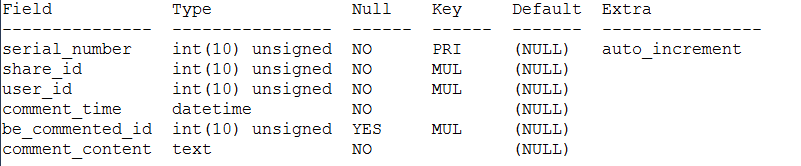 Field Type Null Key Default Extra
--------------- ---------------- ------ ------ ------- ----------------
serial_number int(10) unsigned NO PRI (NULL) auto_increment
share_id int(10) unsigned NO MUL (NULL)
user_id int(10) unsigned NO MUL (NULL)
comment_time datetime NO (NULL)
be_commented_id int(10) unsigned YES MUL (NULL)
comment_content text NO (NULL)